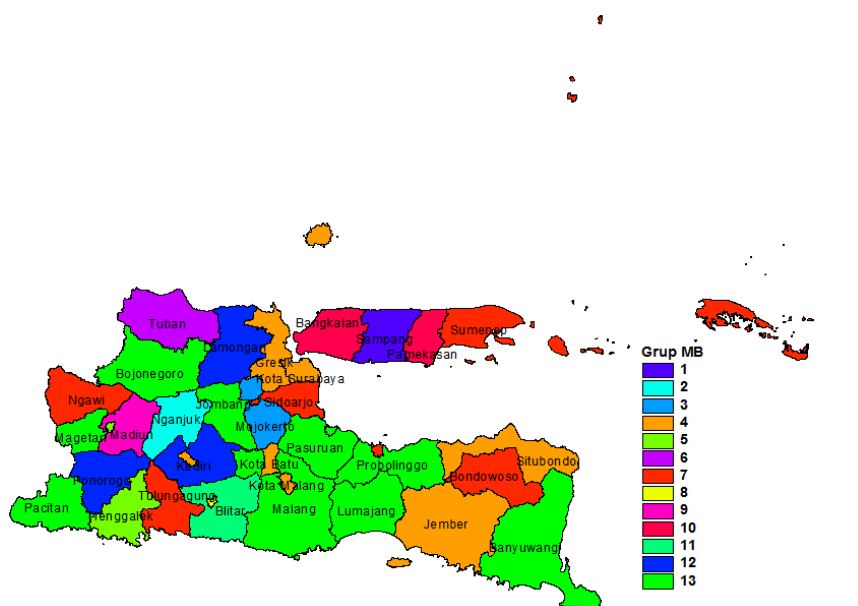 Tuban
Bangkalan
Sampang
Sumenep
Pamekasan
Lamongan
Gresik
Bojonegoro
Kota Surabaya
Ngawi
Sidoarjo
Jombang
Nganjuk
Magetan
Madiun
Mojokerto
Pasuruan
Kediri
Kota Batu
Probolinggo
Situbondo
Bondowoso
Ponorogo
Kota Malang
Tulungagung
Pacitan
Trenggalek
Blitar
Malang
Lumajang
Jember
Banyuwangi
Grup MB
1
2
3
4
5
6
7
8
9
10
11
12
13